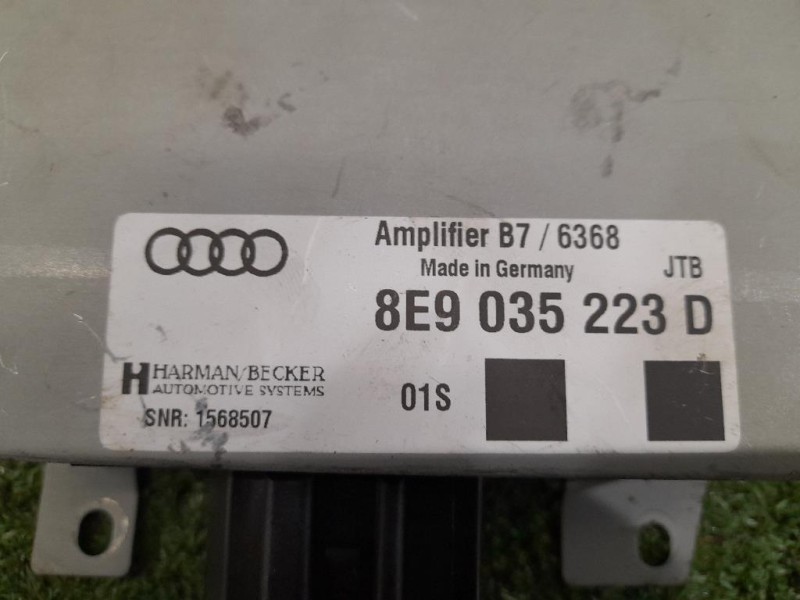 Amplifier B7 / 6368
Made in Germany
JTB
8E9 035 223 D
HARMAN/BECKER
AUTOMOTIVE SYSTEMS
01S
SNR: 1568507